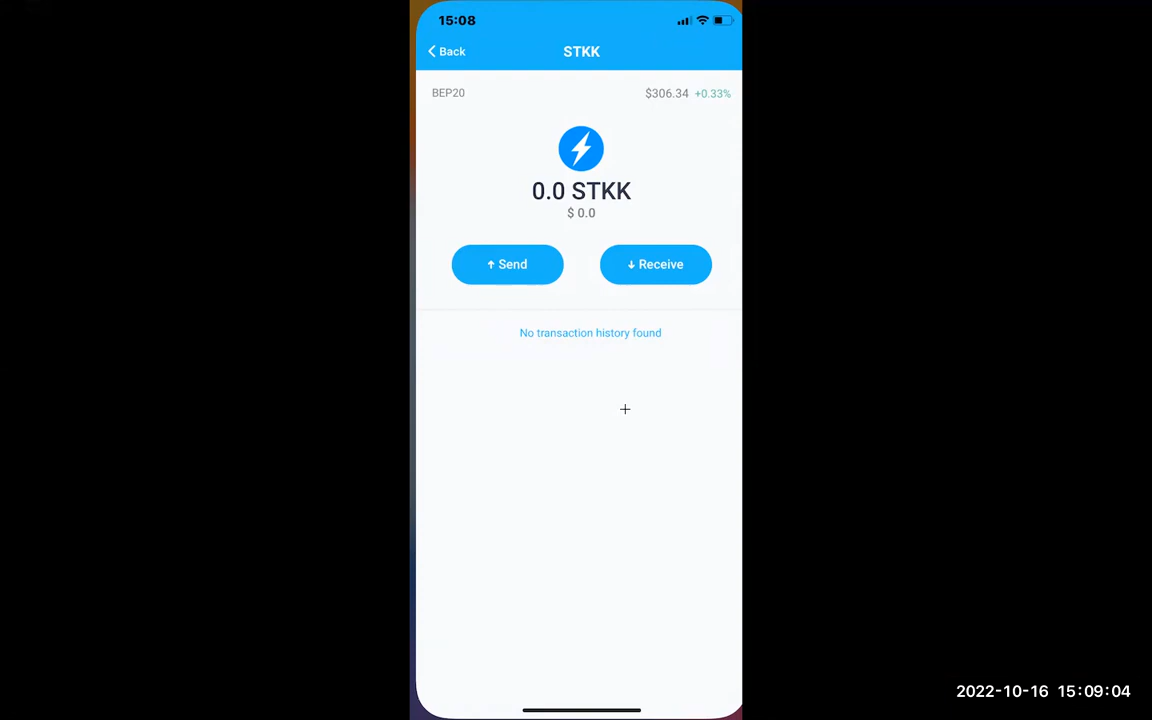 15:08
Back
STKK
BEP20
$306.34 +0.33%
0.0 STKK
$ 0.0
↑ Send
↓ Receive
No transaction history found
2022-10-16 15:09:04